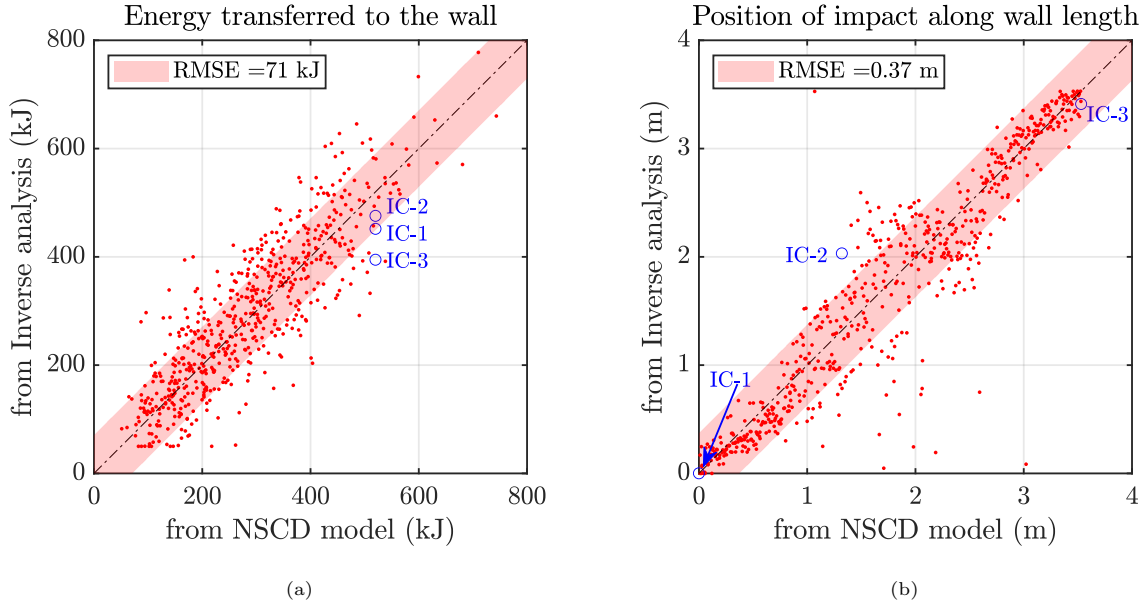 Energy transferred to the wall
800
600
400
200
0
0 200 400 600 800
RMSE =71 kJ
IC-2
IC-1
IC-3
from Inverse analysis (kJ)
from NSCD model (kJ)
(a)
Position of impact along wall length
4
3
2
1
0
0 1 2 3 4
RMSE =0.37 m
IC-3
IC-2
IC-1
from Inverse analysis (m)
from NSCD model (m)
(b)